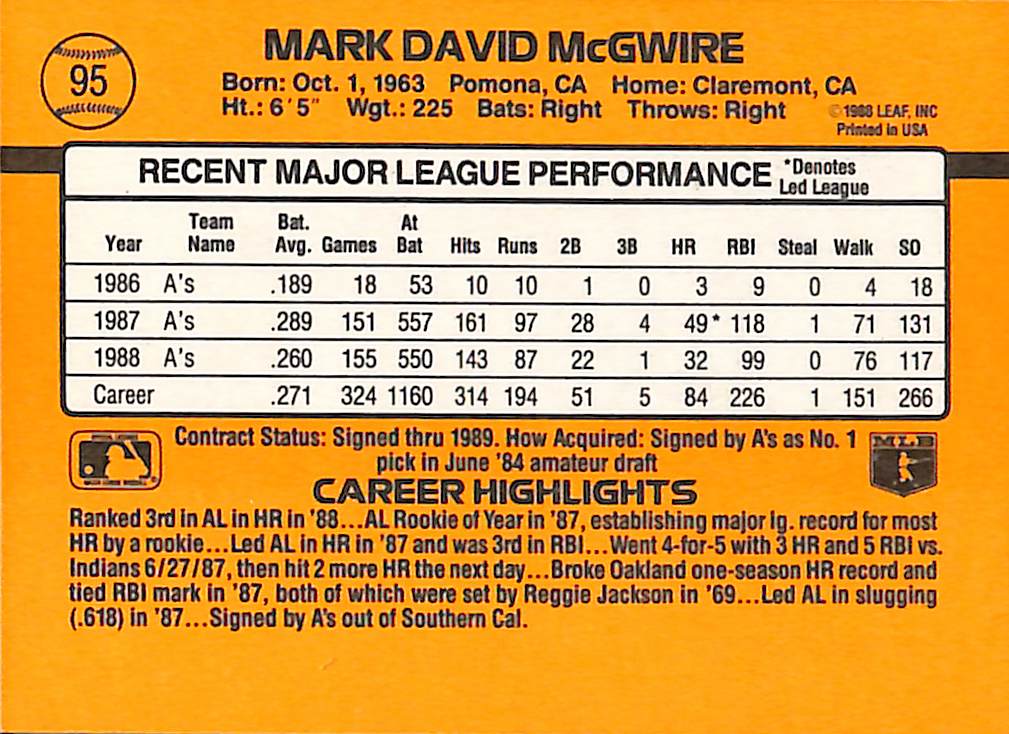 95
MARK DAVID McGWIRE
Born: Oct. 1, 1963 Pomona, CA Home: Claremont, CA
Ht.: 6'5" Wgt.: 225 Bats: Right Throws: Right
©1988 LEAF, INC
Printed in USA
RECENT MAJOR LEAGUE PERFORMANCE *Denotes
Led League
Team Bat. At
Year Name Avg. Games Bat Hits Runs 2B 3B HR RBI Steal Walk SO
1986 A's .189 18 53 10 10 1 0 3 9 0 4 18
1987 A's .289 151 557 161 97 28 4 49* 118 1 71 131
1988 A's .260 155 550 143 87 22 1 32 99 0 76 117
Career .271 324 1160 314 194 51 5 84 226 1 151 266
Contract Status: Signed thru 1989. How Acquired: Signed by A's as No. 1
pick in June '84 amateur draft
MLB
CAREER HIGHLIGHTS
Ranked 3rd in AL in HR in '88...AL Rookie of Year in '87, establishing major lg. record for most
HR by a rookie...Led AL in HR in '87 and was 3rd in RBI...Went 4-for-5 with 3 HR and 5 RBI vs.
Indians 6/27/87, then hit 2 more HR the next day...Broke Oakland one-season HR record and
tied RBI mark in '87, both of which were set by Reggie Jackson in '69...Led AL in slugging
(.618) in '87...Signed by A's out of Southern Cal.